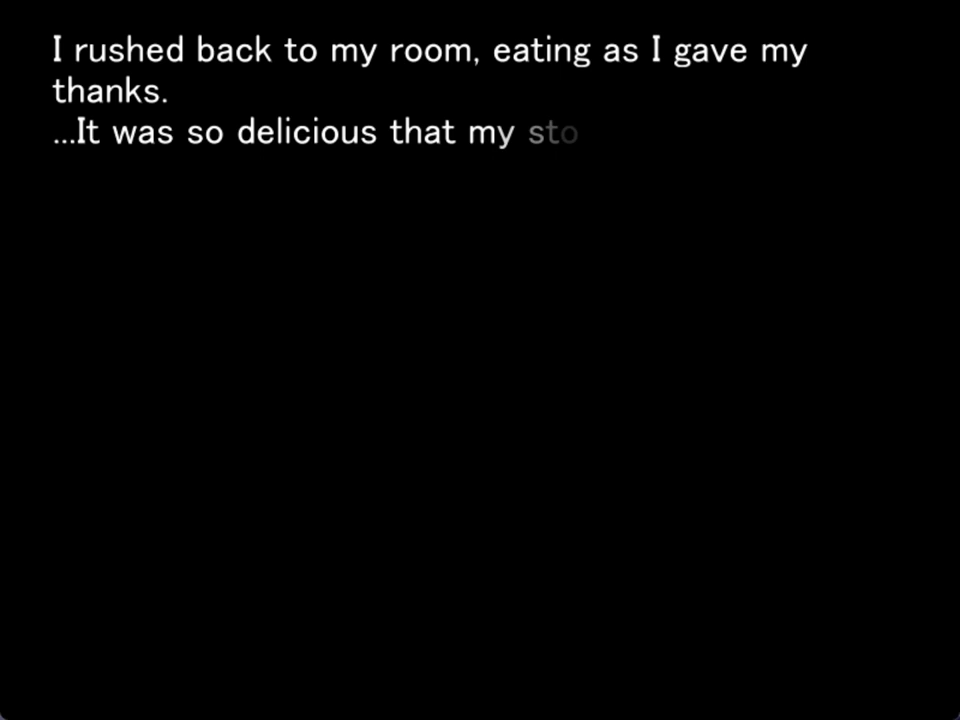 I rushed back to my room, eating as I gave my
thanks.
...It was so delicious that my sto